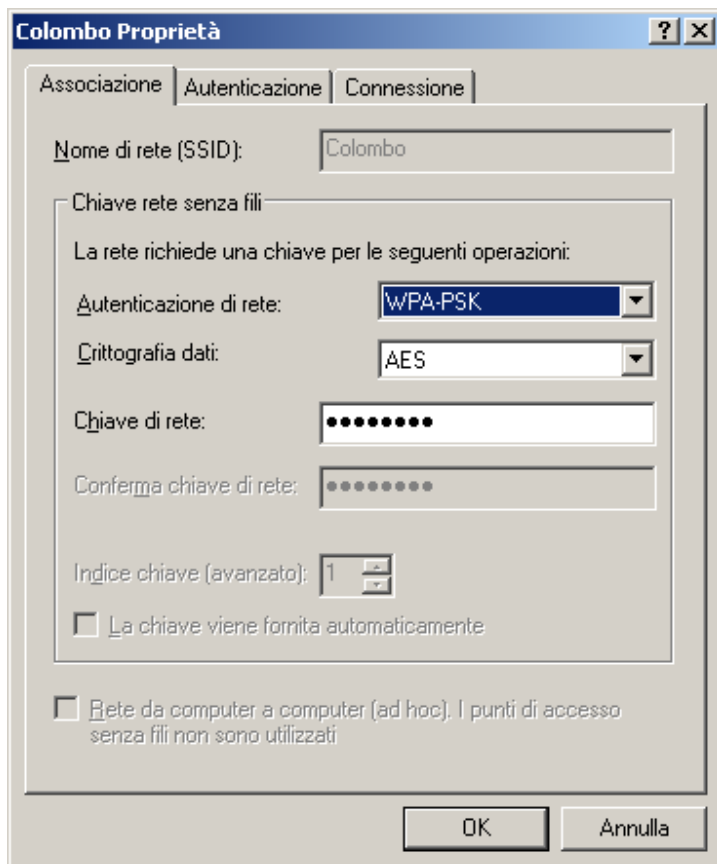 Colombo Proprietà
Associazione
Autenticazione
Connessione
Nome di rete (SSID):
Colombo
Chiave rete senza fili
La rete richiede una chiave per le seguenti operazioni:
Autenticazione di rete:
WPA-PSK
Crittografia dati:
AES
Chiave di rete:
••••••••
Conferma chiave di rete:
••••••••
Indice chiave (avanzato):
1
La chiave viene fornita automaticamente
Rete da computer a computer (ad hoc). I punti di accesso
senza fili non sono utilizzati
OK
Annulla